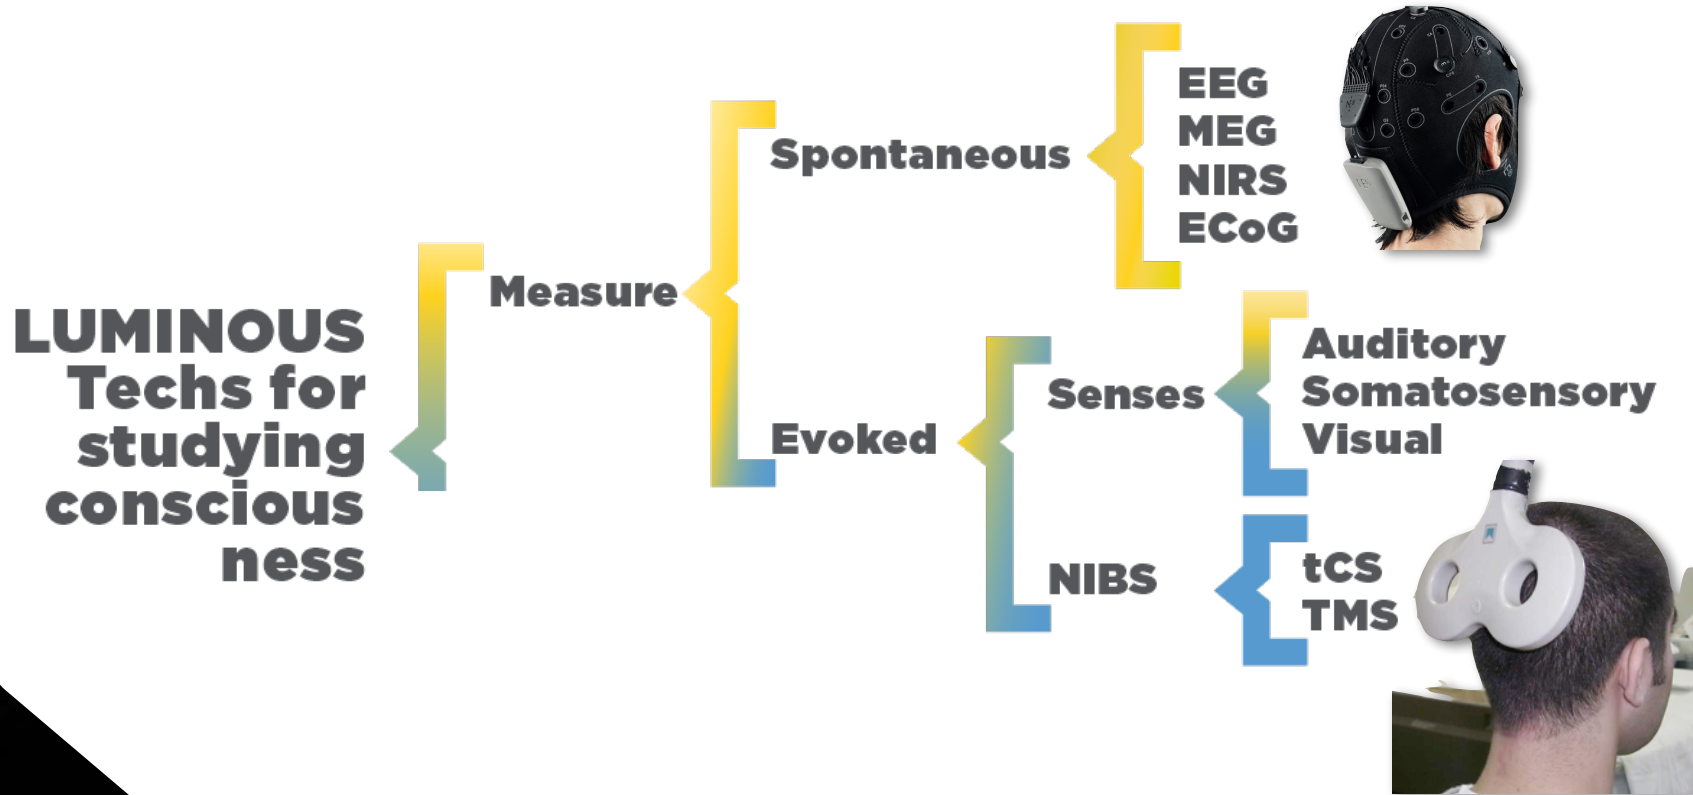 LUMINOUS
Techs for
studying
conscious
ness
Measure
Spontaneous
EEG
MEG
NIRS
ECoG
Evoked
Senses
Auditory
Somatosensory
Visual
NIBS
tCS
TMS